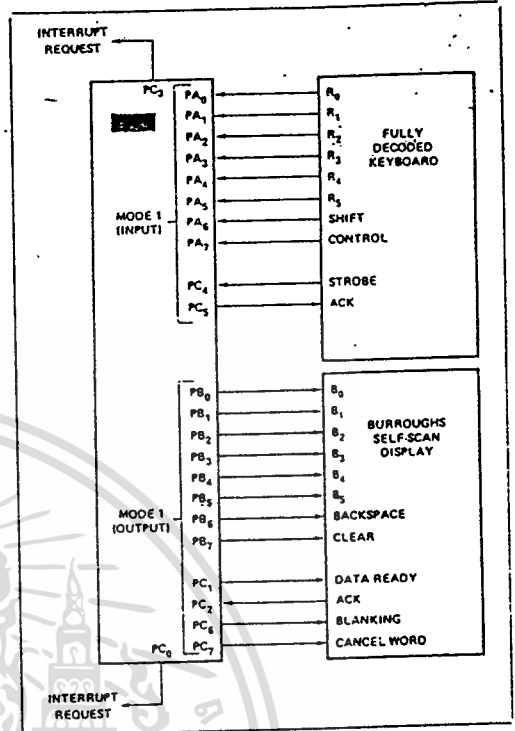 INTERRUPT
REQUEST
PC3
PA0
PA1
PA2
PA3
PA4
PA5
PA6
PA7
MODE 1
(INPUT)
PC4
PC5
R0
R1
R2
R3
R4
R5
SHIFT
CONTROL
STROBE
ACK
FULLY
DECODED
KEYBOARD
PB0
PB1
PB2
PB3
PB4
PB5
PB6
PB7
MODE 1
(OUTPUT)
PC1
PC2
PC6
PC7
B0
B1
B2
B3
B4
B5
BACKSPACE
CLEAR
DATA READY
ACK
BLANKING
CANCEL WORD
BURROUGHS
SELF-SCAN
DISPLAY
PC0
INTERRUPT
REQUEST